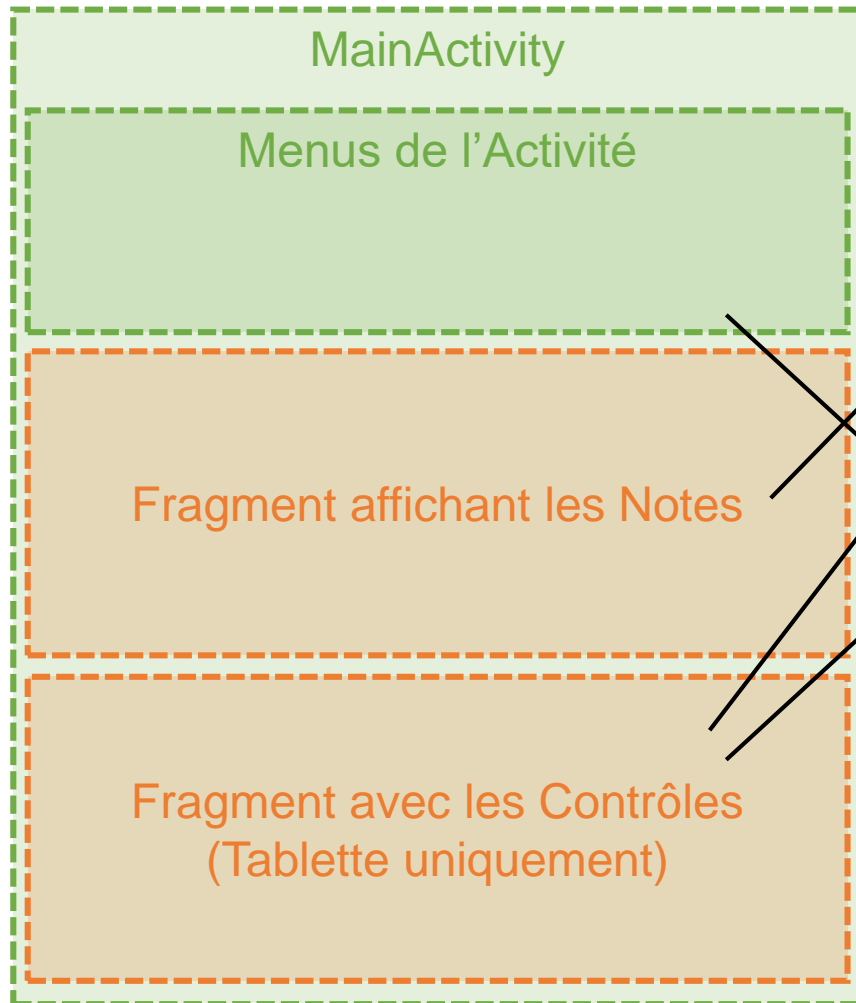 MainActivity
Menus de l’Activité
Fragment affichant les Notes
Fragment avec les Contrôles
(Tablette uniquement)